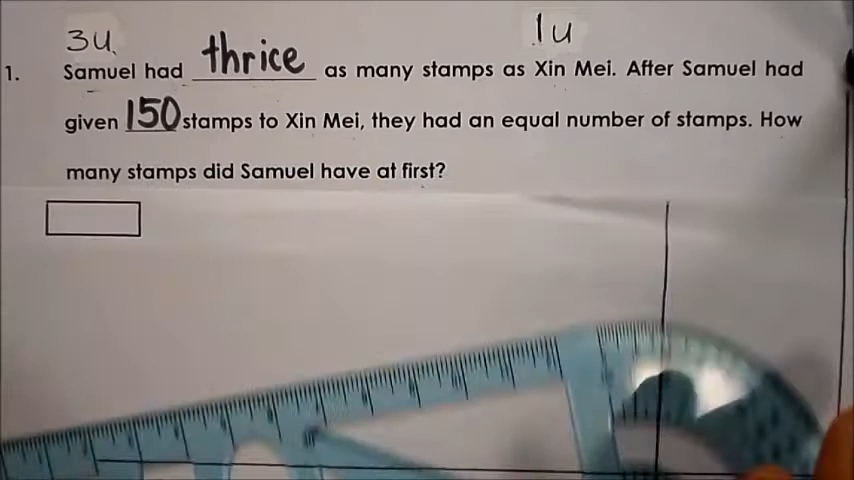 3u 1u
1. Samuel had thrice as many stamps as Xin Mei. After Samuel had
given 150 stamps to Xin Mei, they had an equal number of stamps. How
many stamps did Samuel have at first?